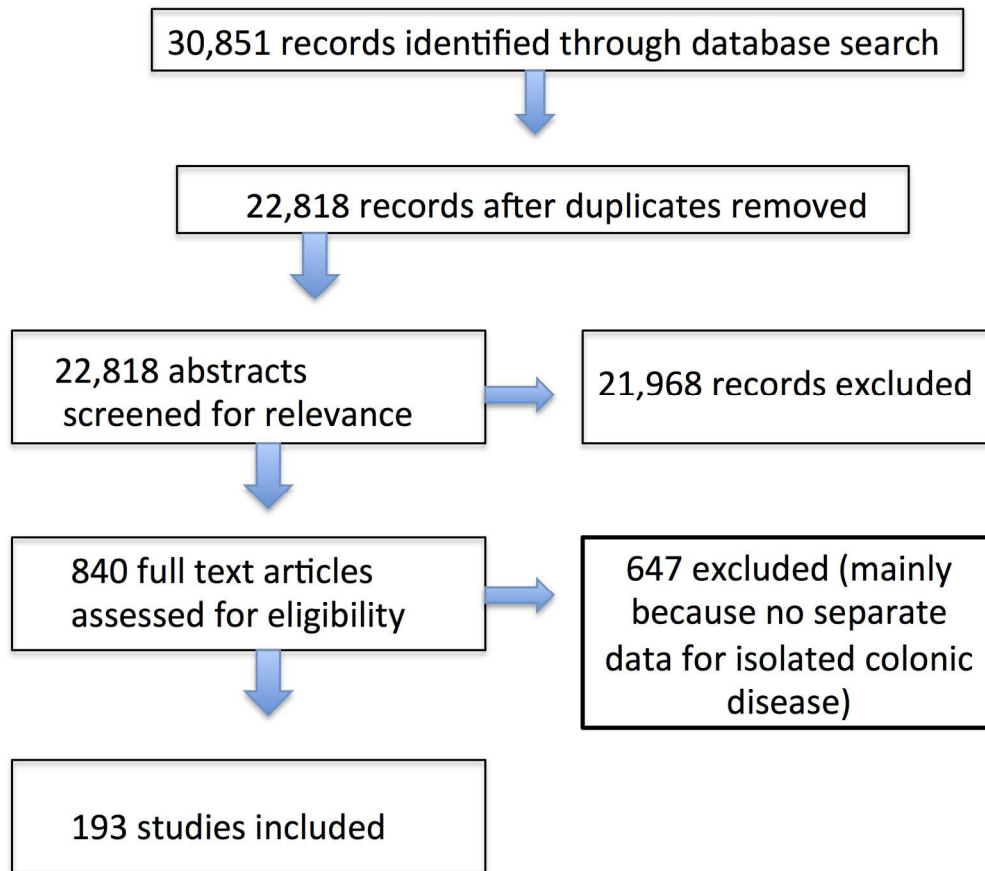 30,851 records identified through database search
22,818 records after duplicates removed
22,818 abstracts
screened for relevance
21,968 records excluded
840 full text articles
assessed for eligibility
647 excluded (mainly
because no separate
data for isolated colonic
disease)
193 studies included